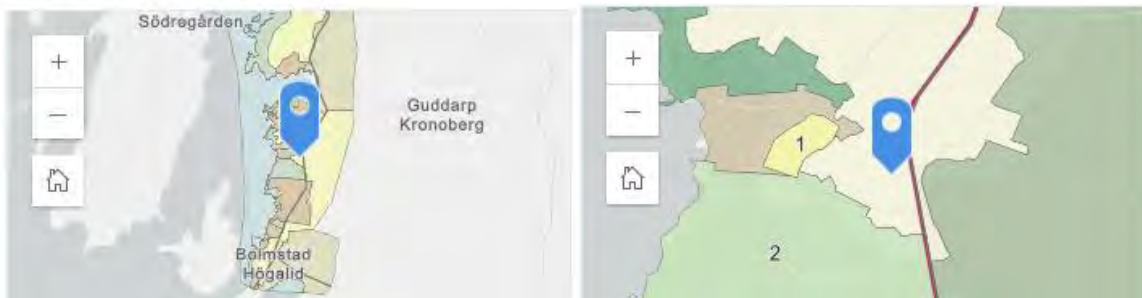 Södregården
+
−
Guddarp
Kronoberg
Bolmstad
Högalid
+
−
1
2